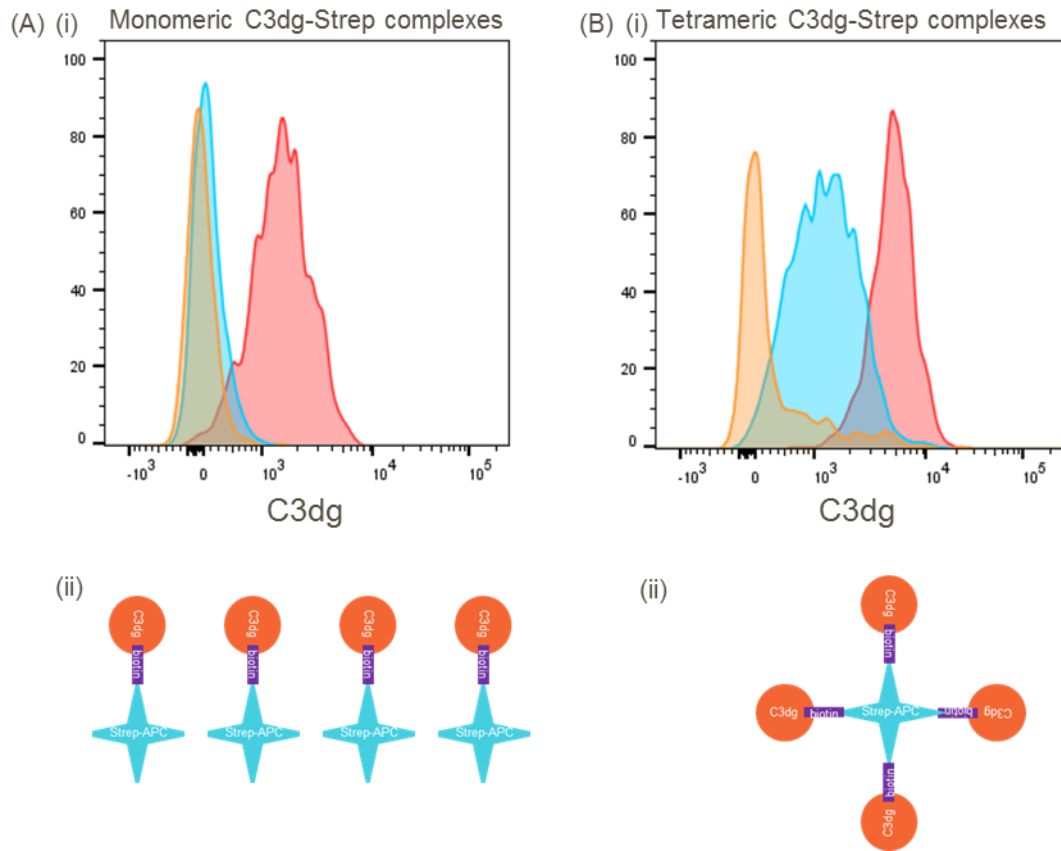 (A) (i) Monomeric C3dg-Strep complexes
100
80
60
40
20
0
-10³ 0 10³ 10⁴ 10⁵
C3dg
(ii)
C3dg C3dg C3dg C3dg
biotin biotin biotin biotin
Strep-APC Strep-APC Strep-APC Strep-APC
(B) (i) Tetrameric C3dg-Strep complexes
100
80
60
40
20
0
-10³ 0 10³ 10⁴ 10⁵
C3dg
(ii)
C3dg
biotin
C3dg biotin Strep-APC biotin C3dg
biotin
C3dg